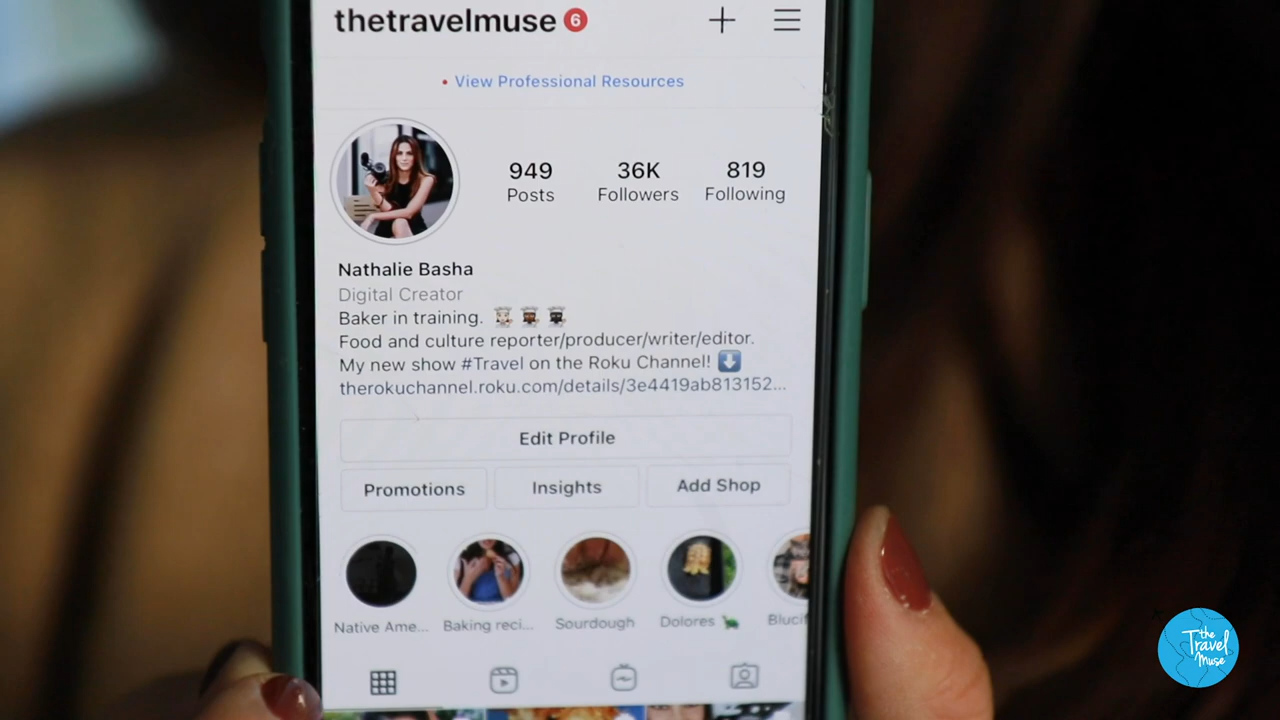 thetravelmuse 6
• View Professional Resources
949 36K 819
Posts Followers Following
Nathalie Basha
Digital Creator
Baker in training.
Food and culture reporter/producer/writer/editor.
My new show #Travel on the Roku Channel!
therokuchannel.roku.com/details/3e4419ab813152...
Edit Profile
Promotions Insights Add Shop
Native Ame... Baking reci... Sourdough Dolores Blucif
the
Travel
Muse